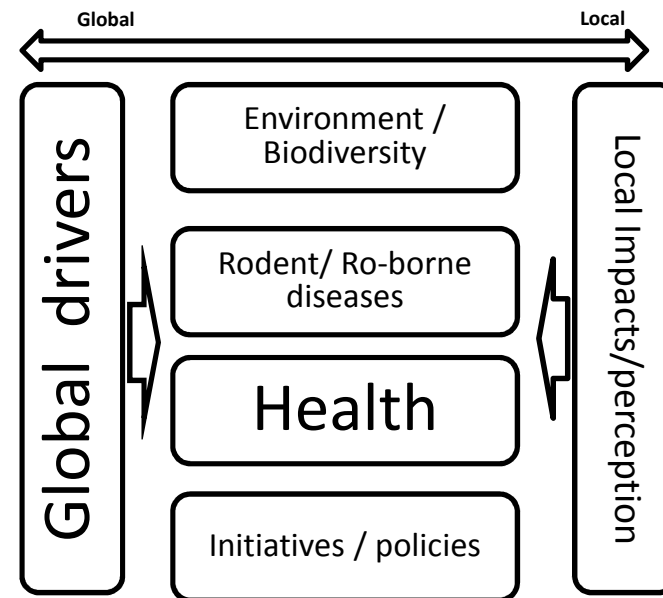 Global
Local
Global drivers
Environment /
Biodiversity
Rodent/ Ro-borne
diseases
Health
Initiatives / policies
Local Impacts/perception